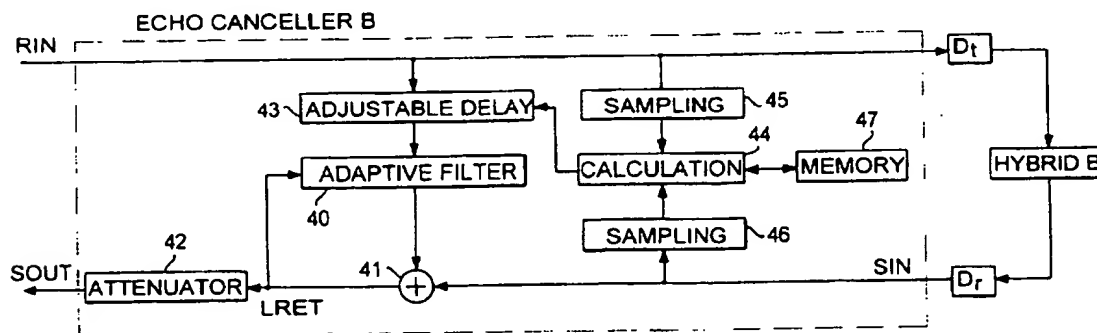 ECHO CANCELLER B
RIN
Dt
43 ADJUSTABLE DELAY
SAMPLING 45
44
47
ADAPTIVE FILTER
40
CALCULATION
MEMORY
HYBRID B
SAMPLING 46
42
41
SIN
SOUT
ATTENUATOR
LRET
+
Dr